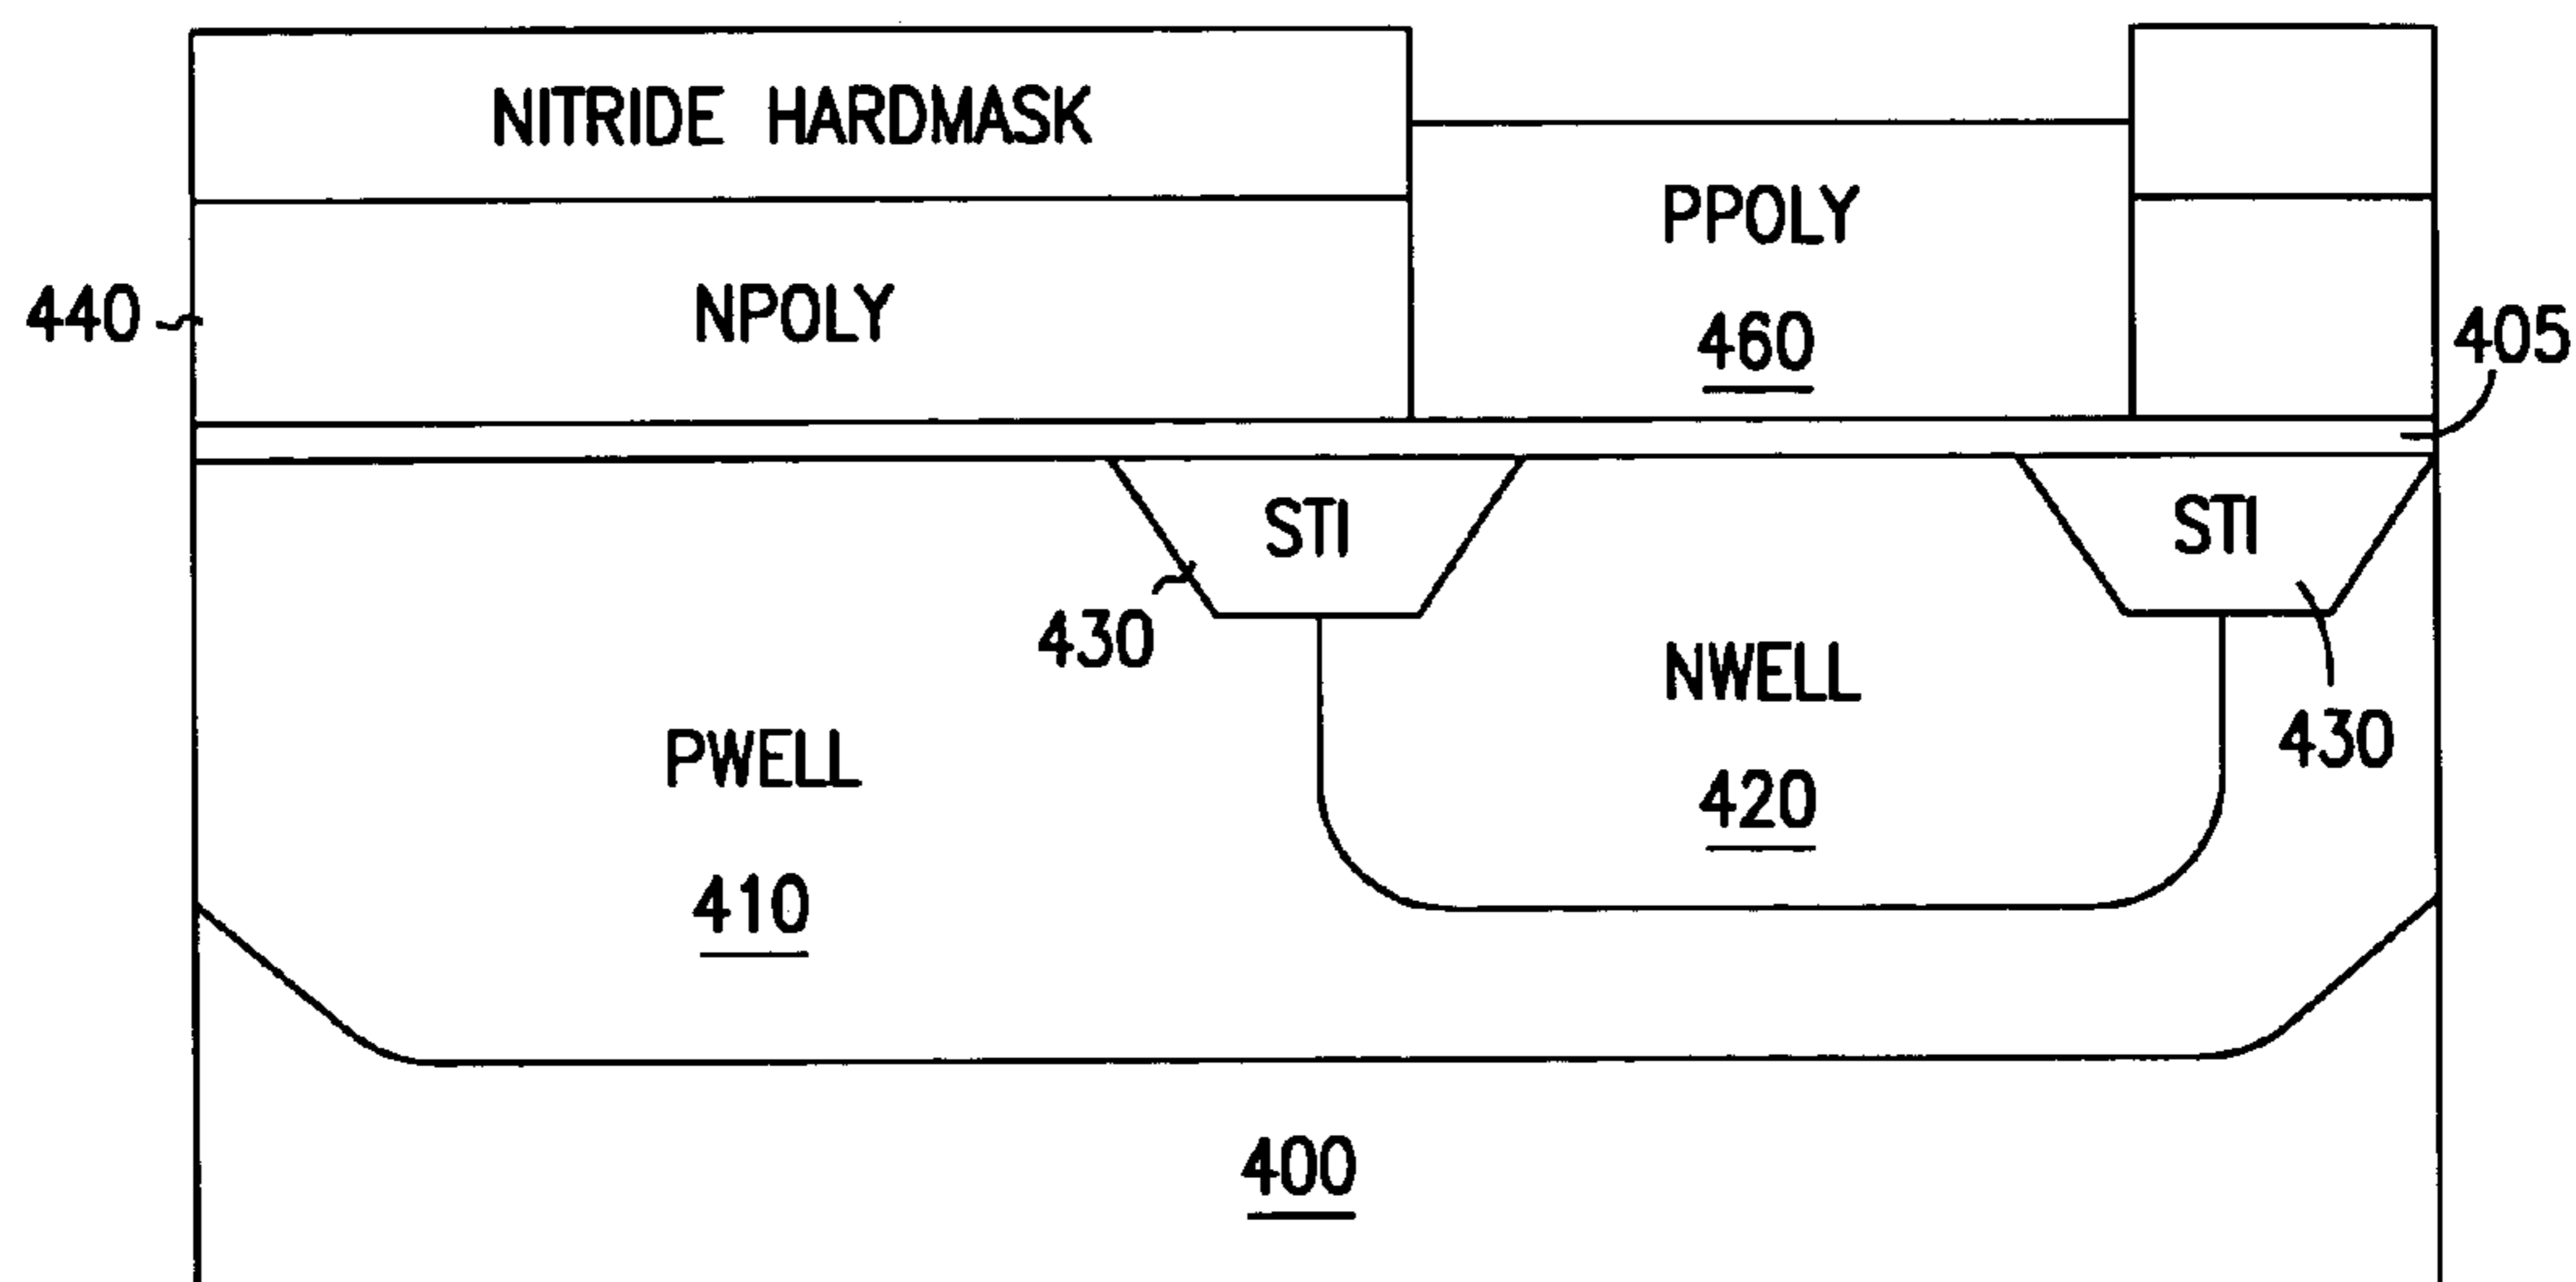 NITRIDE HARDMASK
PPOLY
NPOLY
440
460
405
STI
STI
430
NWELL
430
PWELL
420
410
400